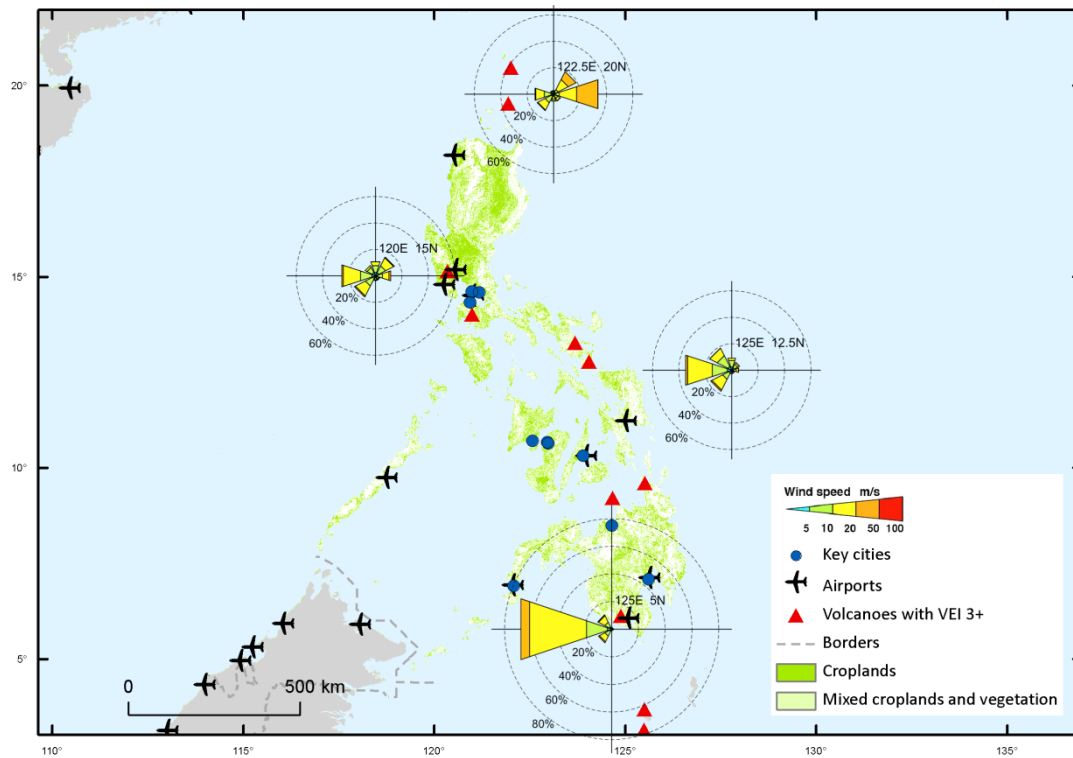 122.5E 20N
20%
40%
60%
20°
120E 15N
20%
40%
60%
15°
125E 12.5N
20%
40%
60%
10°
Wind speed m/s
5 10 20 50 100
Key cities
Airports
Volcanoes with VEI 3+
Borders
Croplands
Mixed croplands and vegetation
125E 5N
20%
40%
60%
80%
5°
0 500 km
110° 115° 120° 125° 130° 135°